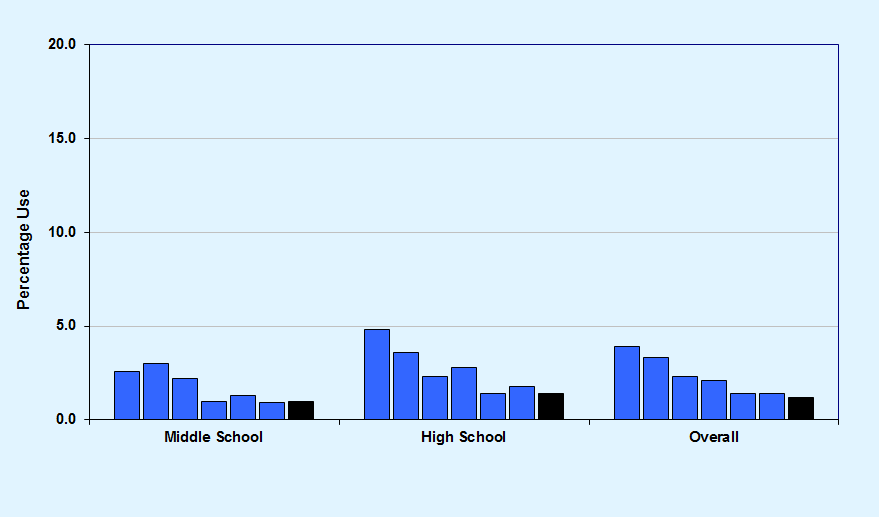 20.0
15.0
10.0
5.0
0.0
Percentage Use
Middle School
High School
Overall